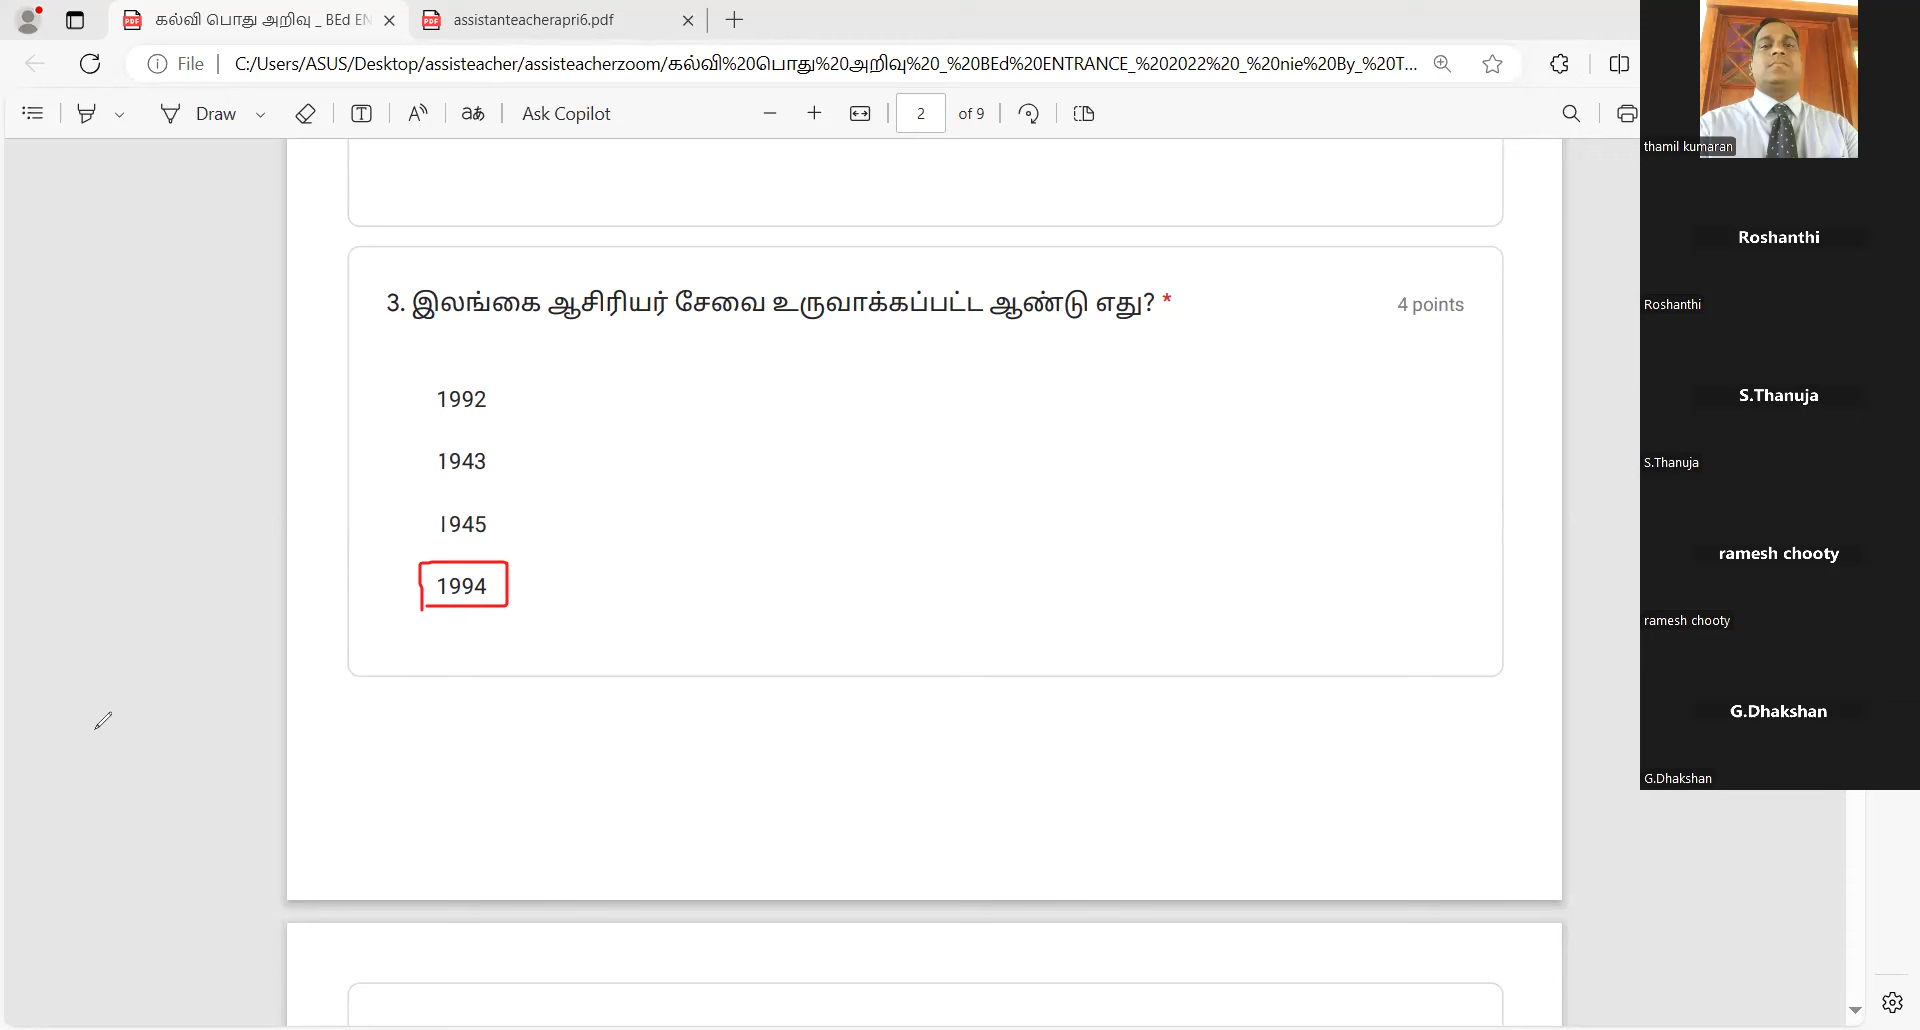 கல்வி பொது அறிவு _ BEd EN
assistanteacherapri6.pdf
File
C:/Users/ASUS/Desktop/assisteacher/assisteacherzoom/கல்வி%20பொது%20அறிவு%20_%20BEd%20ENTRANCE_%202022%20_%20nie%20By_%20T...
Draw
aあ
Ask Copilot
2 of 9
3. இலங்கை ஆசிரியர் சேவை உருவாக்கப்பட்ட ஆண்டு எது? *
4 points
1992
1943
1945
1994
thamil kumaran
Roshanthi
Roshanthi
S.Thanuja
S.Thanuja
ramesh chooty
ramesh chooty
G.Dhakshan
G.Dhakshan